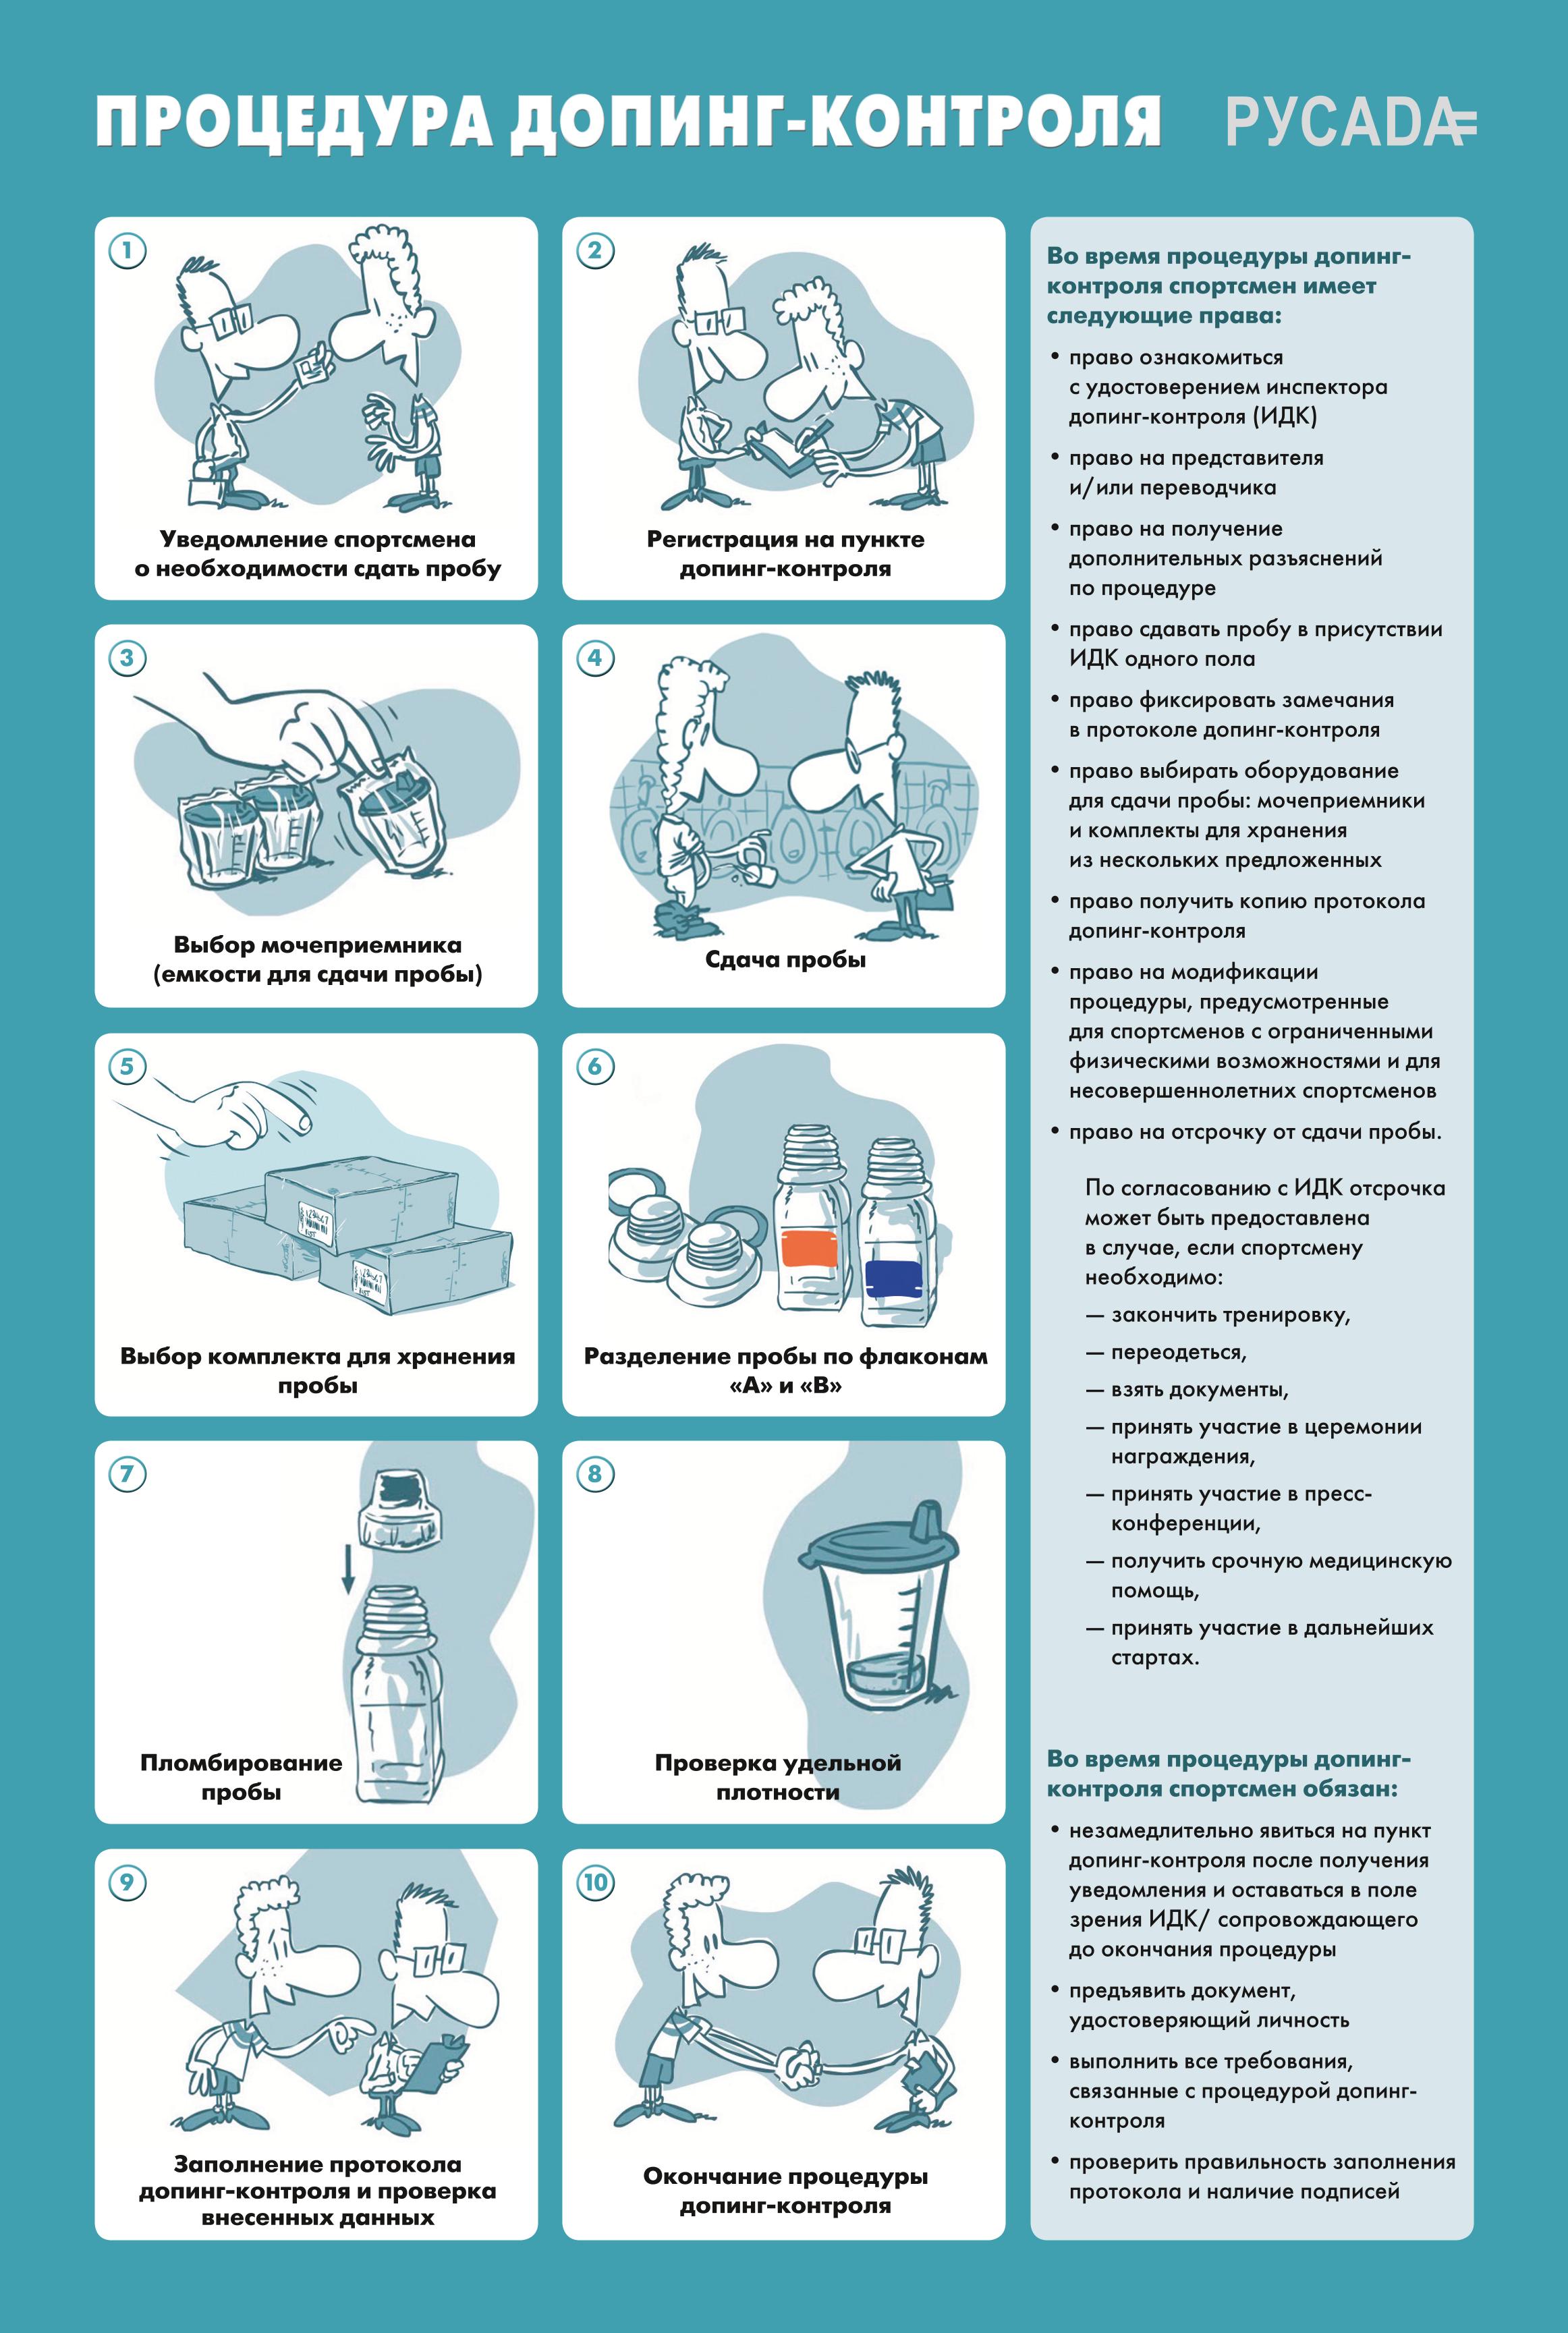 ПРОЦЕДУРА ДОПИНГ-КОНТРОЛЯ
РУСАDА
1
Уведомление спортсмена
о необходимости сдать пробу
2
Регистрация на пункте
допинг-контроля
3
Выбор мочеприемника
(емкости для сдачи пробы)
4
Сдача пробы
5
Выбор комплекта для хранения
пробы
6
Разделение пробы по флаконам
«А» и «В»
7
Пломбирование
пробы
8
Проверка удельной
плотности
9
Заполнение протокола
допинг-контроля и проверка
внесенных данных
10
Окончание процедуры
допинг-контроля
Во время процедуры допинг-
контроля спортсмен имеет
следующие права:
• право ознакомиться
с удостоверением инспектора
допинг-контроля (ИДК)
• право на представителя
и/или переводчика
• право на получение
дополнительных разъяснений
по процедуре
• право сдавать пробу в присутствии
ИДК одного пола
• право фиксировать замечания
в протоколе допинг-контроля
• право выбирать оборудование
для сдачи пробы: мочеприемники
и комплекты для хранения
из нескольких предложенных
• право получить копию протокола
допинг-контроля
• право на модификации
процедуры, предусмотренные
для спортсменов с ограниченными
физическими возможностями и для
несовершеннолетних спортсменов
• право на отсрочку от сдачи пробы.
По согласованию с ИДК отсрочка
может быть предоставлена
в случае, если спортсмену
необходимо:
— закончить тренировку,
— переодеться,
— взять документы,
— принять участие в церемонии
награждения,
— принять участие в пресс-
конференции,
— получить срочную медицинскую
помощь,
— принять участие в дальнейших
стартах.
Во время процедуры допинг-
контроля спортсмен обязан:
• незамедлительно явиться на пункт
допинг-контроля после получения
уведомления и оставаться в поле
зрения ИДК/ сопровождающего
до окончания процедуры
• предъявить документ,
удостоверяющий личность
• выполнить все требования,
связанные с процедурой допинг-
контроля
• проверить правильность заполнения
протокола и наличие подписей